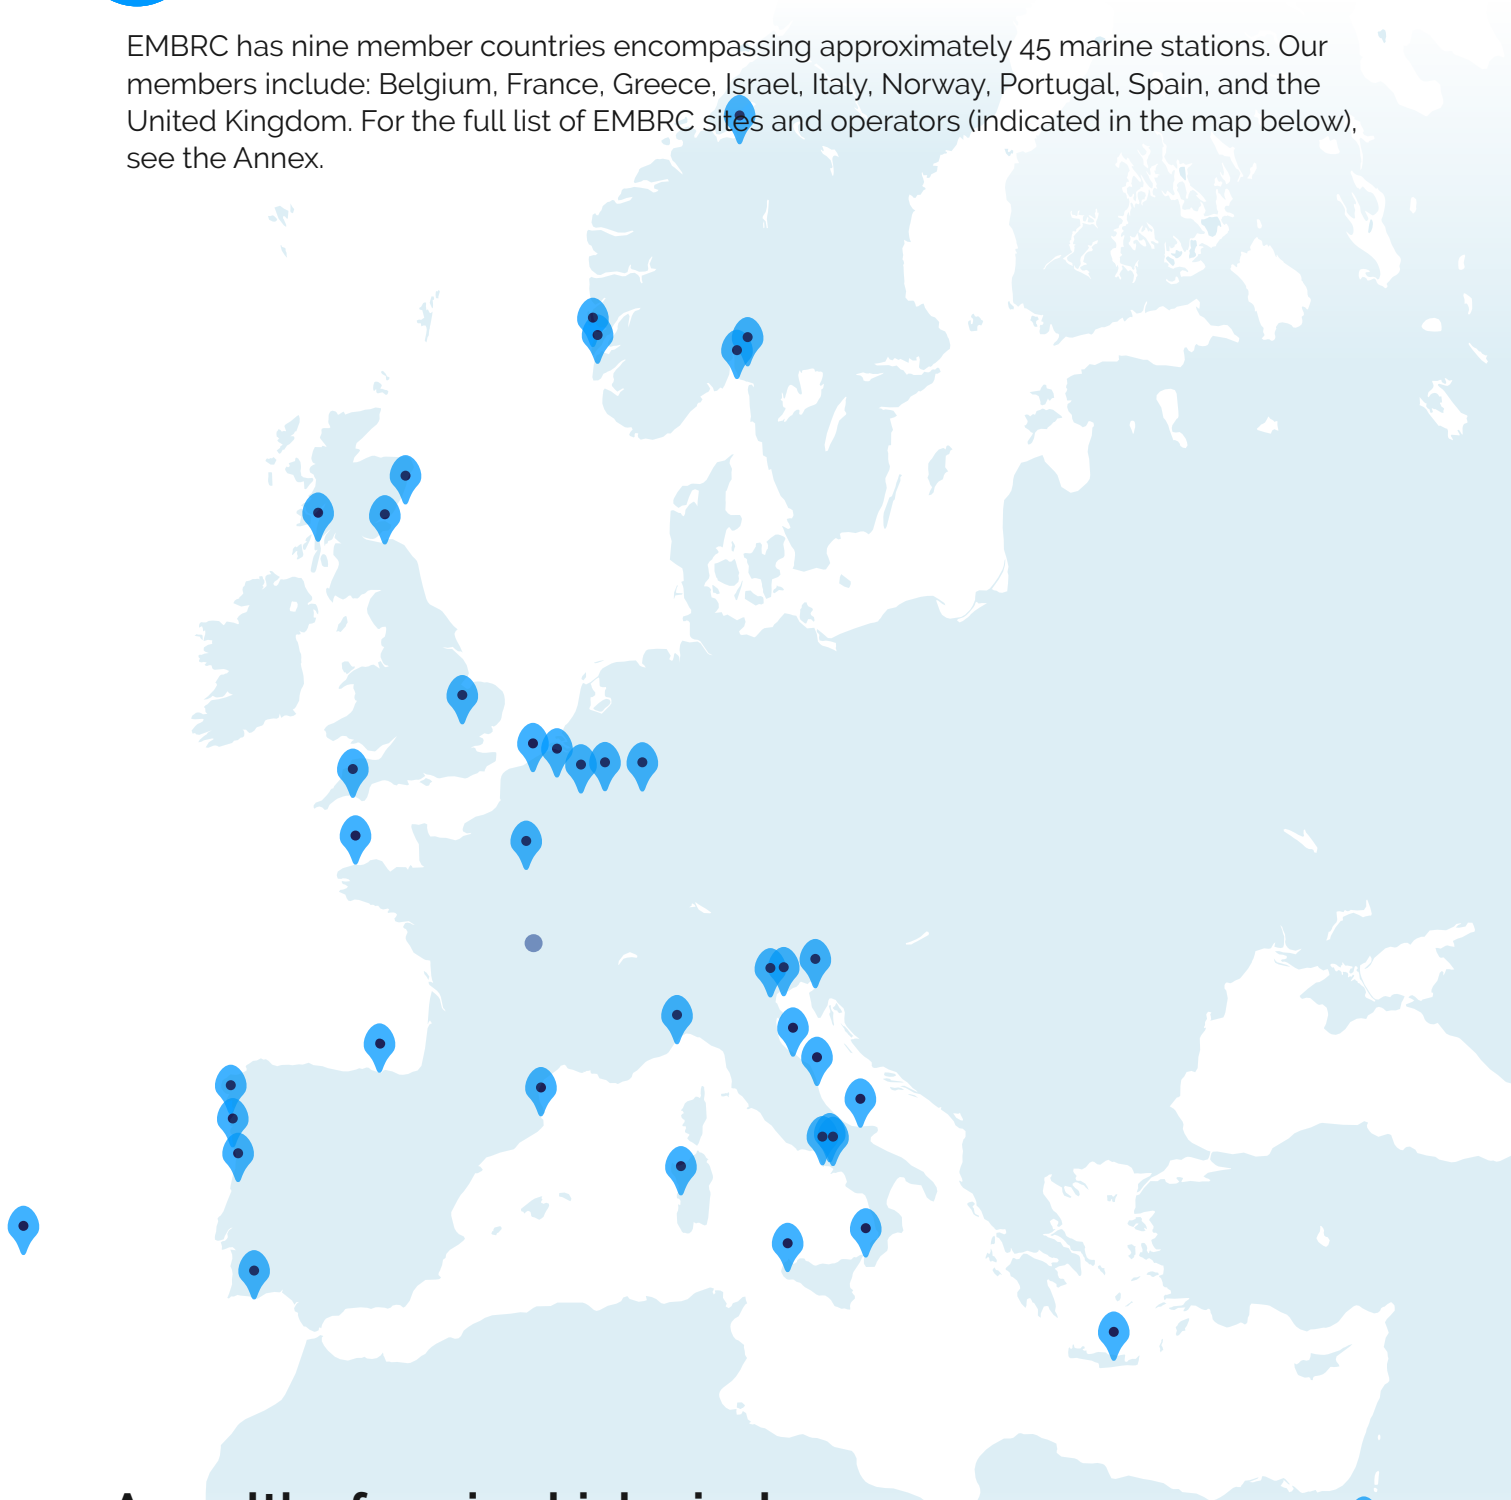 EMBRC has nine member countries encompassing approximately 45 marine stations. Our
members include: Belgium, France, Greece, Israel, Italy, Norway, Portugal, Spain, and the
United Kingdom. For the full list of EMBRC sites and operators (indicated in the map below),
see the Annex.